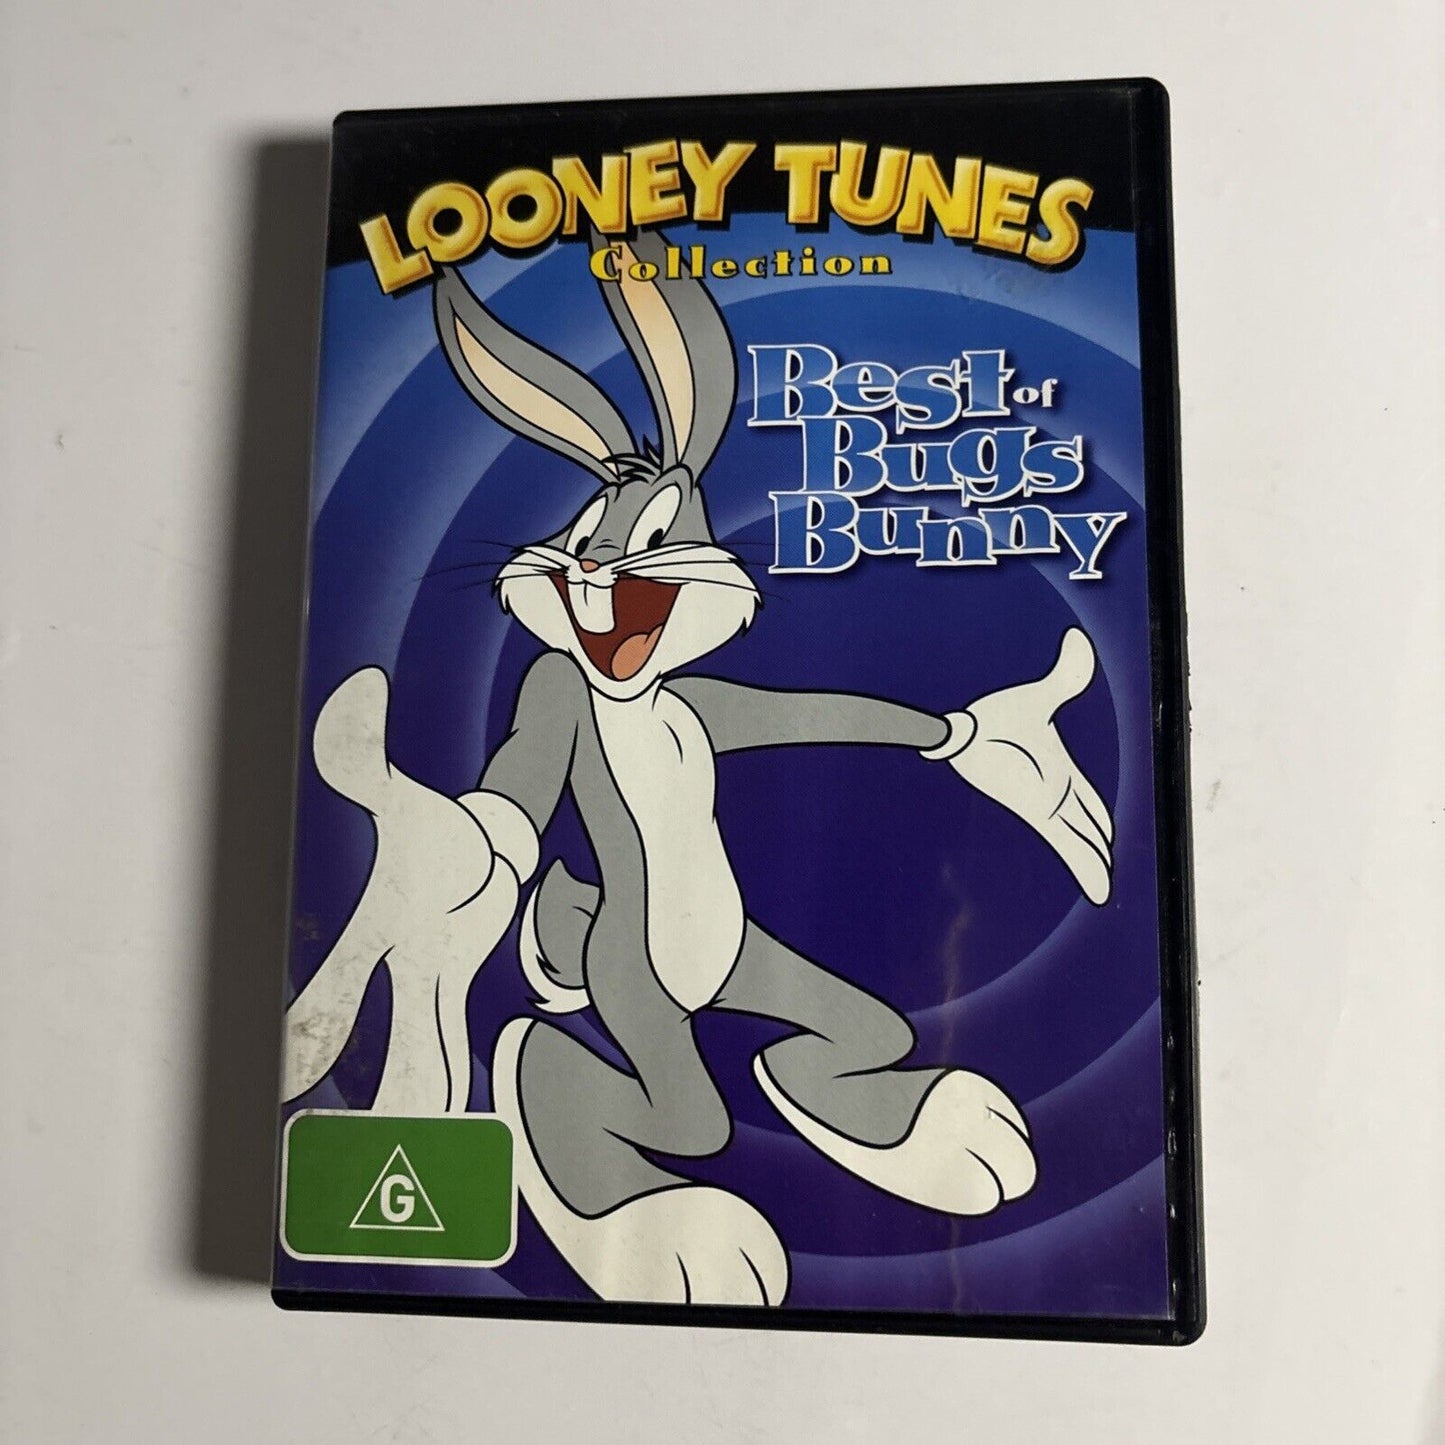 LOONEY TUNES
Collection
Best of
Bugs
Bunny
G